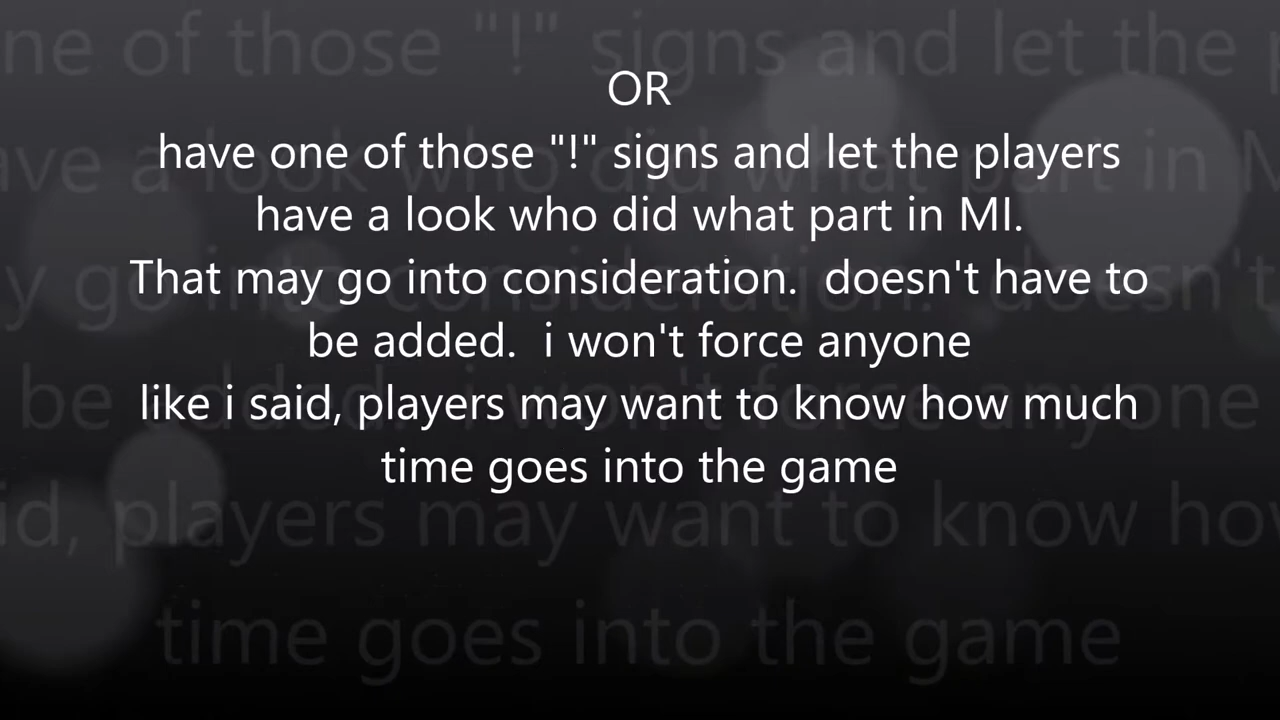 OR
have one of those "!" signs and let the players
have a look who did what part in MI.
That may go into consideration.  doesn't have to
be added.  i won't force anyone
like i said, players may want to know how much
time goes into the game